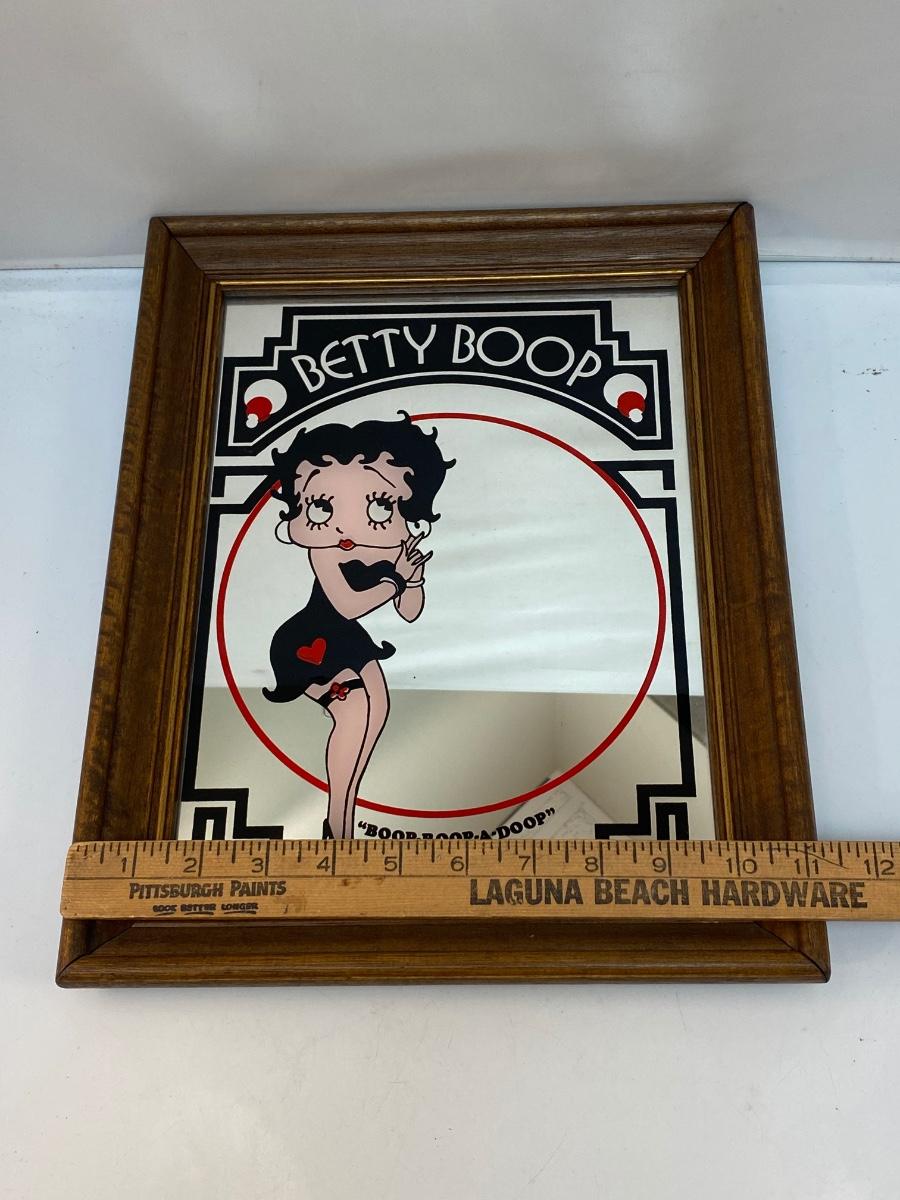 BETTY BOOP
"BOOP-BOOP-A-DOOP"
1 2 3 4 5 6 7 8 9 10 11 12
PITTSBURGH PAINTS
LOOK BETTER LONGER
LAGUNA BEACH HARDWARE